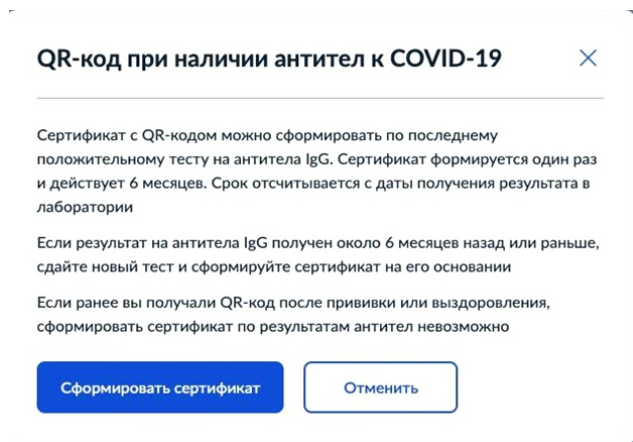 QR-код при наличии антител к COVID-19
Сертификат с QR-кодом можно сформировать по последнему
положительному тесту на антитела IgG. Сертификат формируется один раз
и действует 6 месяцев. Срок отсчитывается с даты получения результата в
лаборатории
Если результат на антитела IgG получен около 6 месяцев назад или раньше,
сдайте новый тест и сформируйте сертификат на его основании
Если ранее вы получали QR-код после прививки или выздоровления,
сформировать сертификат по результатам антител невозможно
Сформировать сертификат
Отменить